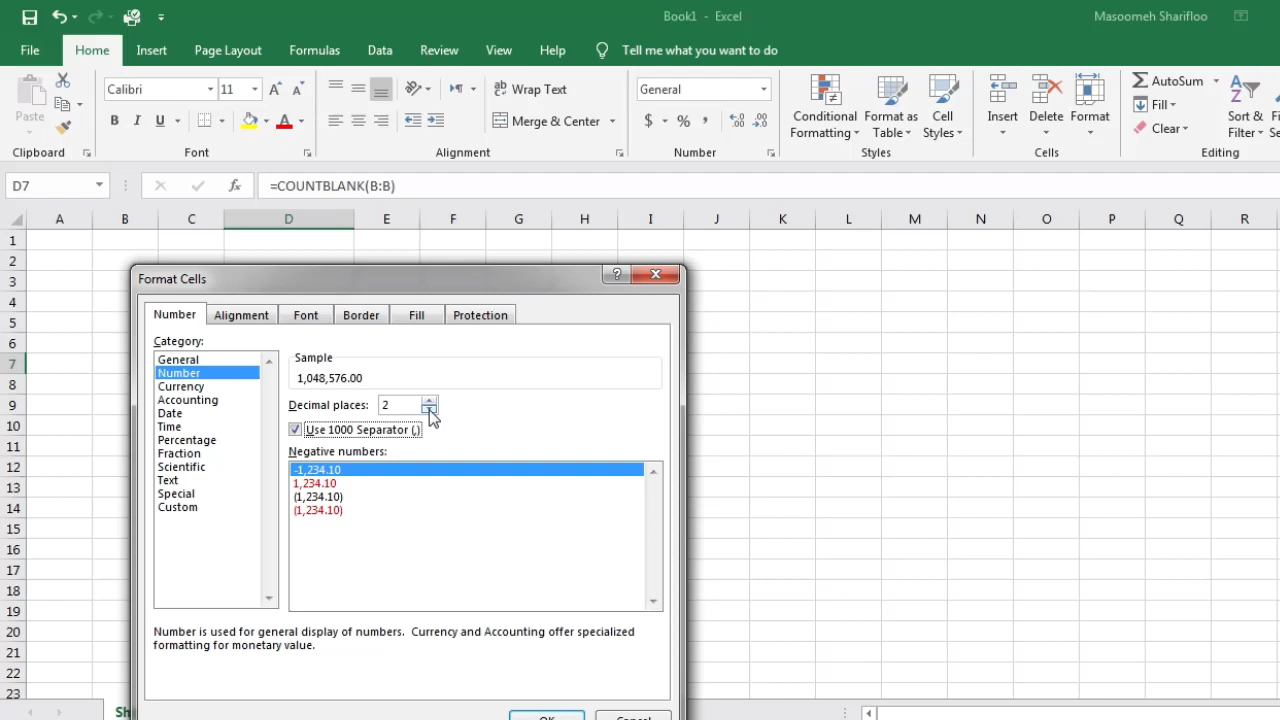 Book1 - Excel
Masoomeh Sharifloo
File Home Insert Page Layout Formulas Data Review View Help Tell me what you want to do
Paste
Calibri 11
B I U A
ab Wrap Text
Merge & Center
General
$ % ,
Conditional Formatting
Format as Table
Cell Styles
Insert
Delete
Format
AutoSum
Fill
Clear
Sort &
Filter
Clipboard Font Alignment Number Styles Cells Editing
D7 fx =COUNTBLANK(B:B)
A B C D E F G H I J K L M N O P Q R
1
2
3
4
5
6
7
8
9
10
11
12
13
14
15
16
17
18
19
20
21
22
23
Format Cells
Number Alignment Font Border Fill Protection
Category:
General
Number
Currency
Accounting
Date
Time
Percentage
Fraction
Scientific
Text
Special
Custom
Sample
1,048,576.00
Decimal places: 2
Use 1000 Separator (,)
Negative numbers:
-1,234.10
1,234.10
(1,234.10)
(1,234.10)
Number is used for general display of numbers. Currency and Accounting offer specialized
formatting for monetary value.
OK Cancel
Sh